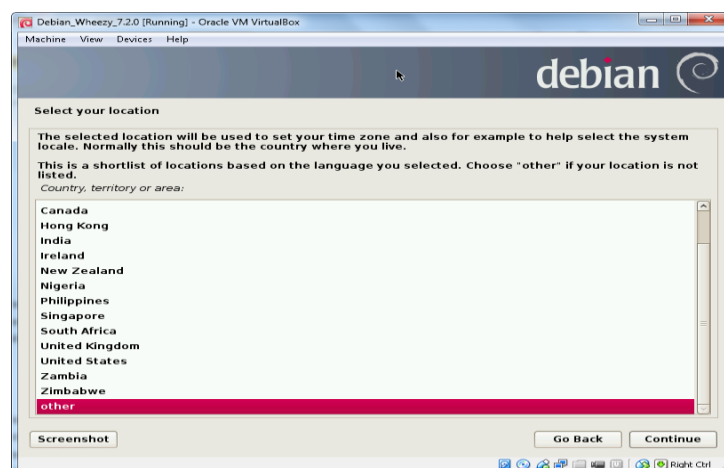 Debian_Wheezy_7.2.0 [Running] - Oracle VM VirtualBox
Machine View Devices Help
debian
Select your location
The selected location will be used to set your time zone and also for example to help select the system
locale. Normally this should be the country where you live.
This is a shortlist of locations based on the language you selected. Choose "other" if your location is not
listed.
Country, territory or area:
Canada
Hong Kong
India
Ireland
New Zealand
Nigeria
Philippines
Singapore
South Africa
United Kingdom
United States
Zambia
Zimbabwe
other
Screenshot
Go Back
Continue
Right Ctrl